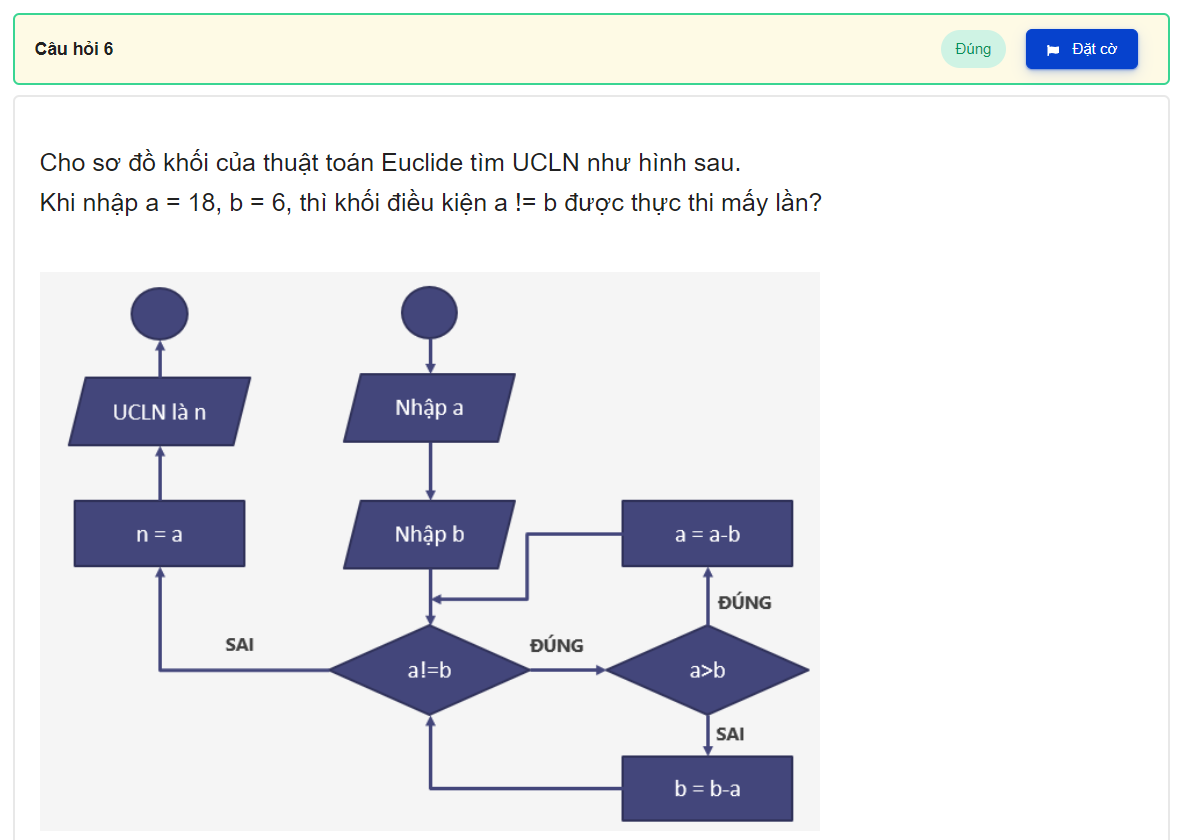 Câu hỏi 6
Đúng
Đặt cờ
Cho sơ đồ khối của thuật toán Euclide tìm UCLN như hình sau.
Khi nhập a = 18, b = 6, thì khối điều kiện a != b được thực thi mấy lần?
UCLN là n
Nhập a
n = a
Nhập b
a = a-b
ĐÚNG
SAI
ĐÚNG
a!=b
a>b
SAI
b = b-a